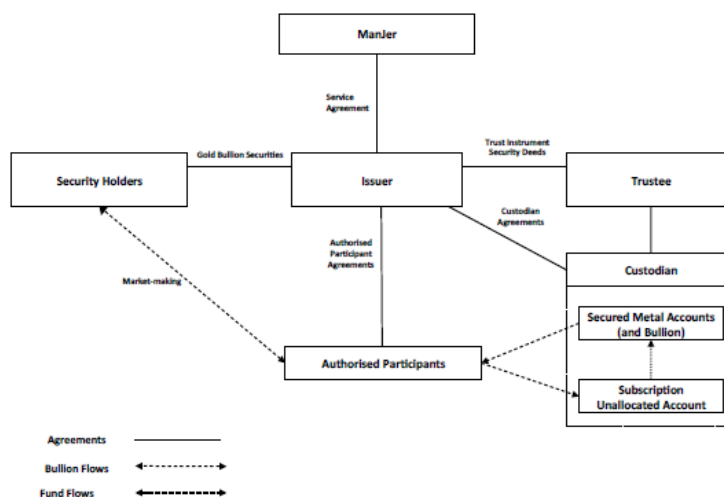 ManJer
Service
Agreement
Gold Bullion Securities
Trust Instrument
Security Deeds
Security Holders
Issuer
Trustee
Custodian
Agreements
Authorised
Participant
Agreements
Custodian
Market-making
Secured Metal Accounts
(and Bullion)
Authorised Participants
Subscription
Unallocated Account
Agreements
Bullion Flows
Fund Flows